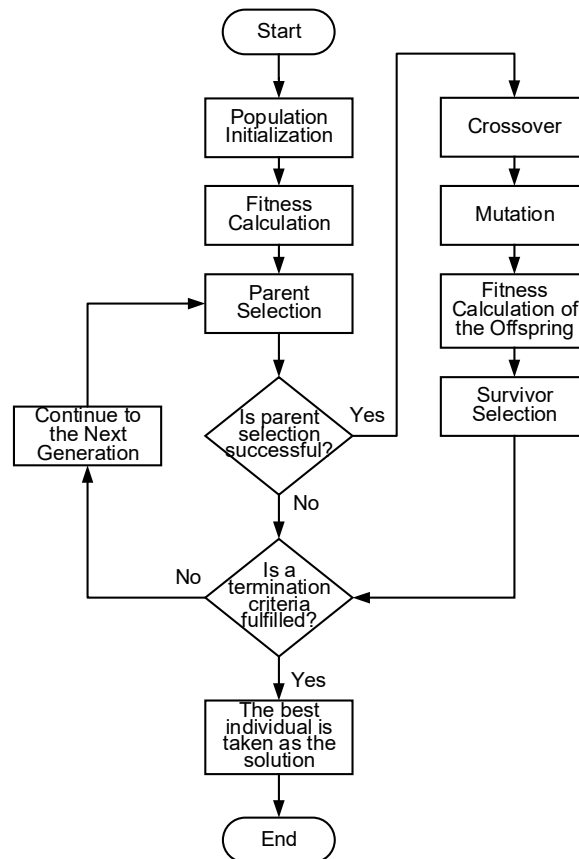 Start
Population
Initialization
Fitness
Calculation
Parent
Selection
Is parent
selection
successful?
Yes
No
Crossover
Mutation
Fitness
Calculation of
the Offspring
Survivor
Selection
Continue to
the Next
Generation
No
Is a
termination
criteria
fulfilled?
Yes
The best
individual is
taken as the
solution
End